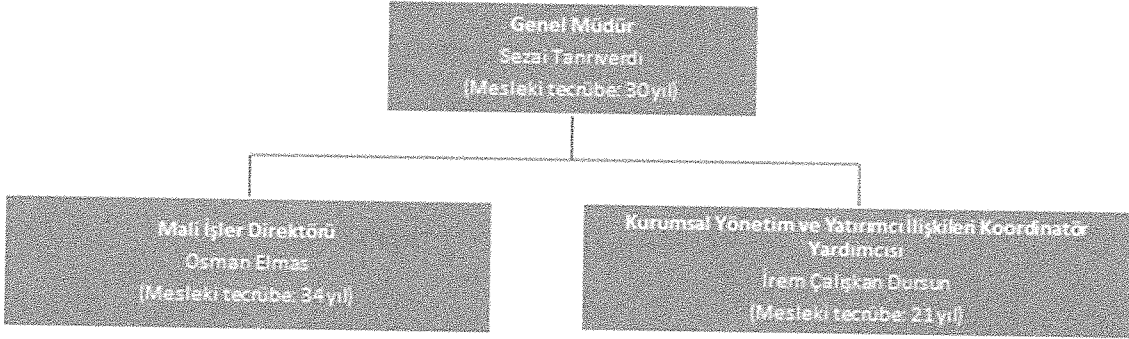 Genel Müdür
Sezai Tanrıverdi
(Mesleki tecrübe: 30 yıl)
Mali İşler Direktörü
Osman Elmas
(Mesleki tecrübe: 34 yıl)
Kurumsal Yönetim ve Yatırımcı İlişkileri Koordinatör
Yardımcısı
İrem Çalışkan Dursun
(Mesleki tecrübe: 21 yıl)